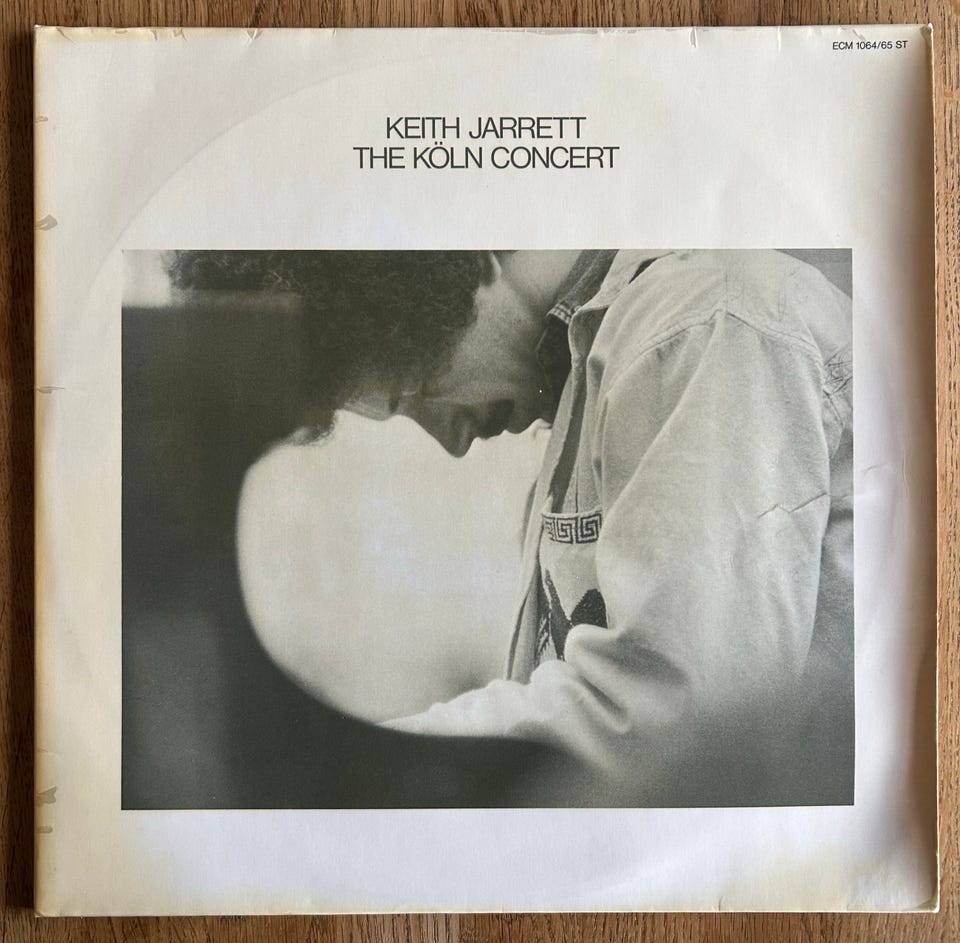 ECM 1064/65 ST
KEITH JARRETT
THE KÖLN CONCERT